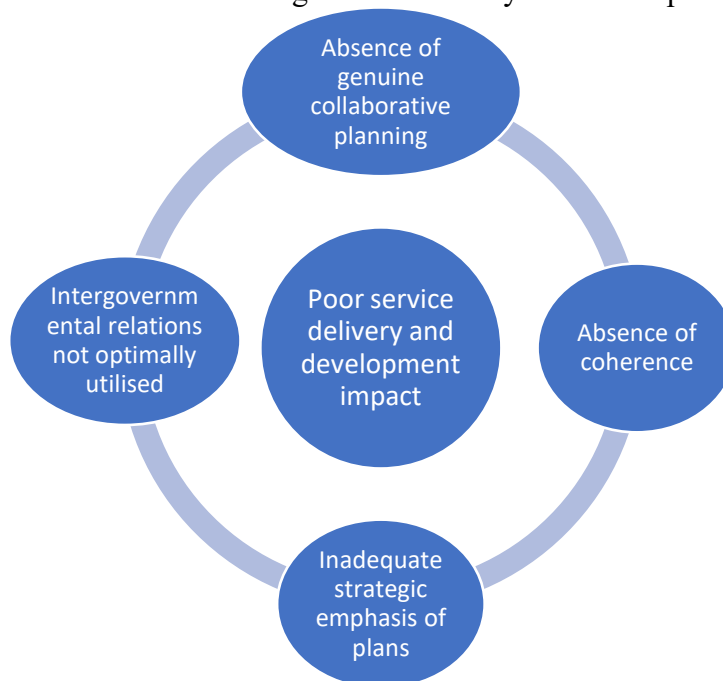 Absence of
genuine
collaborative
planning
Intergovernm
ental relations
not optimally
utilised
Poor service
delivery and
development
impact
Absence of
coherence
Inadequate
strategic
emphasis of
plans